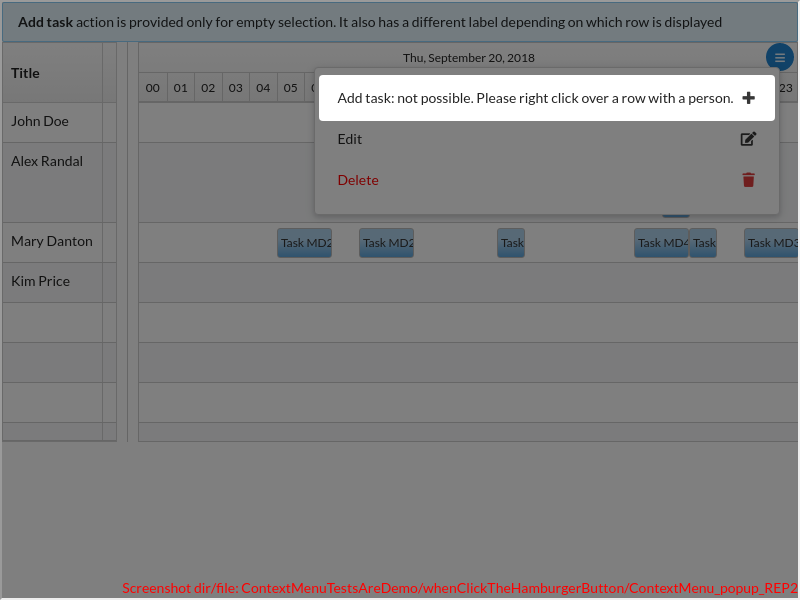 Add task action is provided only for empty selection. It also has a different label depending on which row is displayed
Title
Thu, September 20, 2018
00 01 02 03 04 05 23
Add task: not possible. Please right click over a row with a person.
John Doe
Edit
Alex Randal
Delete
Mary Danton
Task MD2 Task MD2 Task Task MD4 Task Task MD3
Kim Price
Screenshot dir/file: ContextMenuTestsAreDemo/whenClickTheHamburgerButton/ContextMenu_popup_REP2